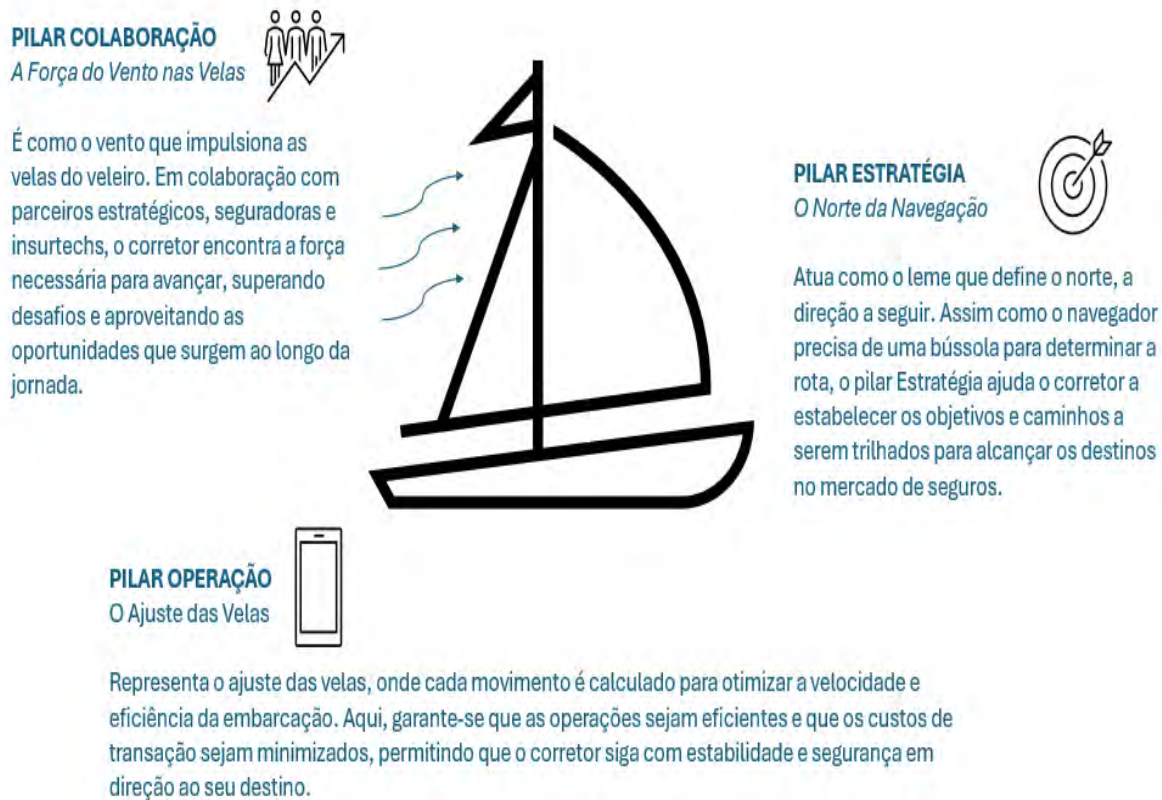 PILAR COLABORAÇÃO
A Força do Vento nas Velas
É como o vento que impulsiona as
velas do veleiro. Em colaboração com
parceiros estratégicos, seguradoras e
insurtechs, o corretor encontra a força
necessária para avançar, superando
desafios e aproveitando as
oportunidades que surgem ao longo da
jornada.
PILAR ESTRATÉGIA
O Norte da Navegação
Atua como o leme que define o norte, a
direção a seguir. Assim como o navegador
precisa de uma bússola para determinar a
rota, o pilar Estratégia ajuda o corretor a
estabelecer os objetivos e caminhos a
serem trilhados para alcançar os destinos
no mercado de seguros.
PILAR OPERAÇÃO
O Ajuste das Velas
Representa o ajuste das velas, onde cada movimento é calculado para otimizar a velocidade e
eficiência da embarcação. Aqui, garante-se que as operações sejam eficientes e que os custos de
transação sejam minimizados, permitindo que o corretor siga com estabilidade e segurança em
direção ao seu destino.